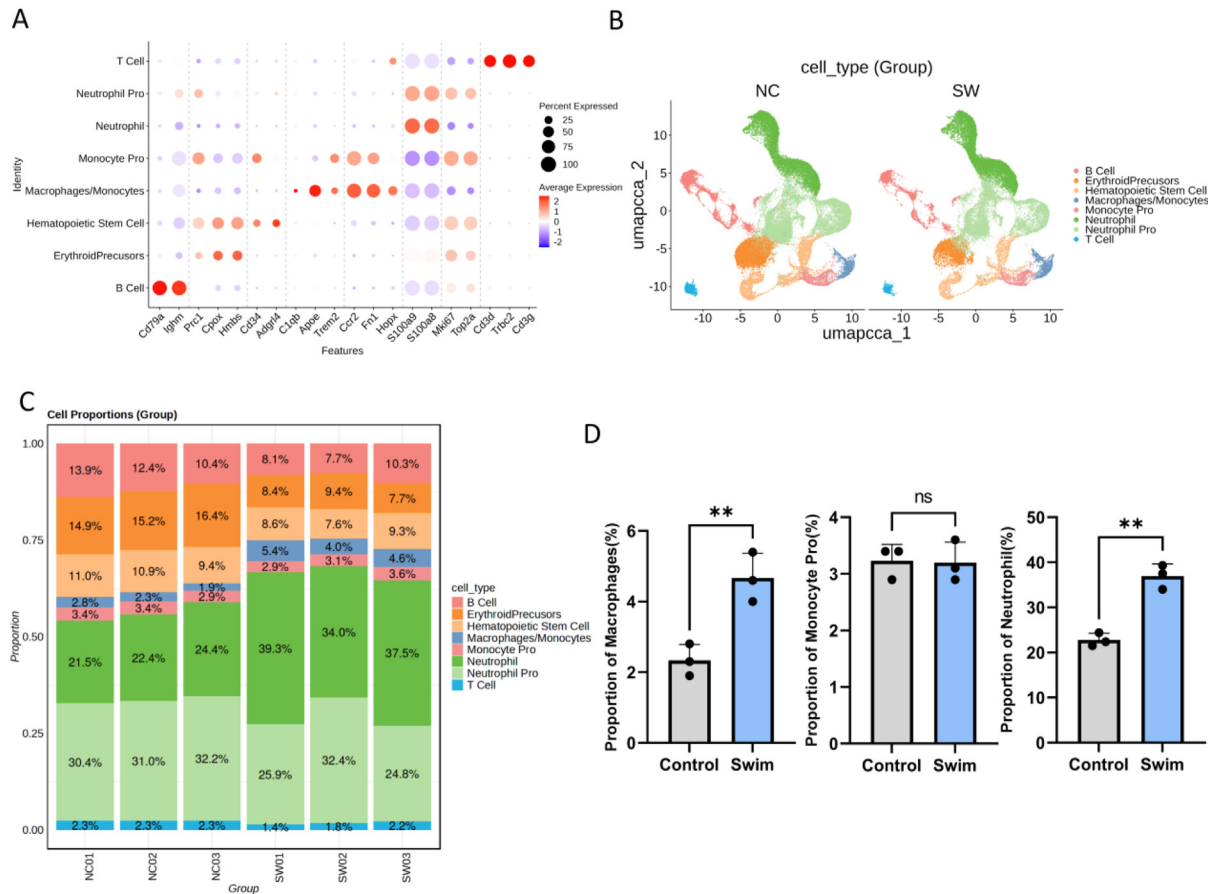 A
T Cell
Neutrophil Pro
Neutrophil
Monocyte Pro
Macrophages/Monocytes
Hematopoietic Stem Cell
ErythroidPrecusors
B Cell
Identity
Cd79a
Ighm
Prc1
Cpox
Hmbs
Cd34
Adgrl4
C1qb
Apoe
Trem2
Ccr2
Fn1
Hopx
S100a9
S100a8
Mki67
Top2a
Cd3d
Trbc2
Cd3g
Features
Percent Expressed
25
50
75
100
Average Expression
2
1
0
-1
-2
B
cell_type (Group)
NC
SW
umapcca_2
10
5
0
-5
-10
-10
-5
0
5
10
-10
-5
0
5
10
umapcca_1
B Cell
ErythroidPrecusors
Hematopoietic Stem Cell
Macrophages/Monocytes
Monocyte Pro
Neutrophil
Neutrophil Pro
T Cell
C
Cell Proportions (Group)
Proportion
1.00
0.75
0.50
0.25
0.00
13.9%
14.9%
11.0%
2.8%
3.4%
21.5%
30.4%
2.3%
12.4%
15.2%
10.9%
2.3%
3.4%
22.4%
31.0%
2.3%
10.4%
16.4%
9.4%
1.9%
2.9%
24.4%
32.2%
2.3%
8.1%
8.4%
8.6%
5.4%
2.9%
39.3%
25.9%
1.4%
7.7%
9.4%
7.6%
4.0%
3.1%
34.0%
32.4%
1.8%
10.3%
7.7%
9.3%
4.6%
3.6%
37.5%
24.8%
2.2%
NC01
NC02
NC03
SW01
SW02
SW03
Group
cell_type
B Cell
ErythroidPrecusors
Hematopoietic Stem Cell
Macrophages/Monocytes
Monocyte Pro
Neutrophil
Neutrophil Pro
T Cell
D
Proportion of Macrophages(%)
6
4
2
0
**
Control
Swim
Proportion of Monocyte Pro(%)
4
3
2
1
0
ns
Control
Swim
Proportion of Neutrophil(%)
50
40
30
20
10
0
**
Control
Swim